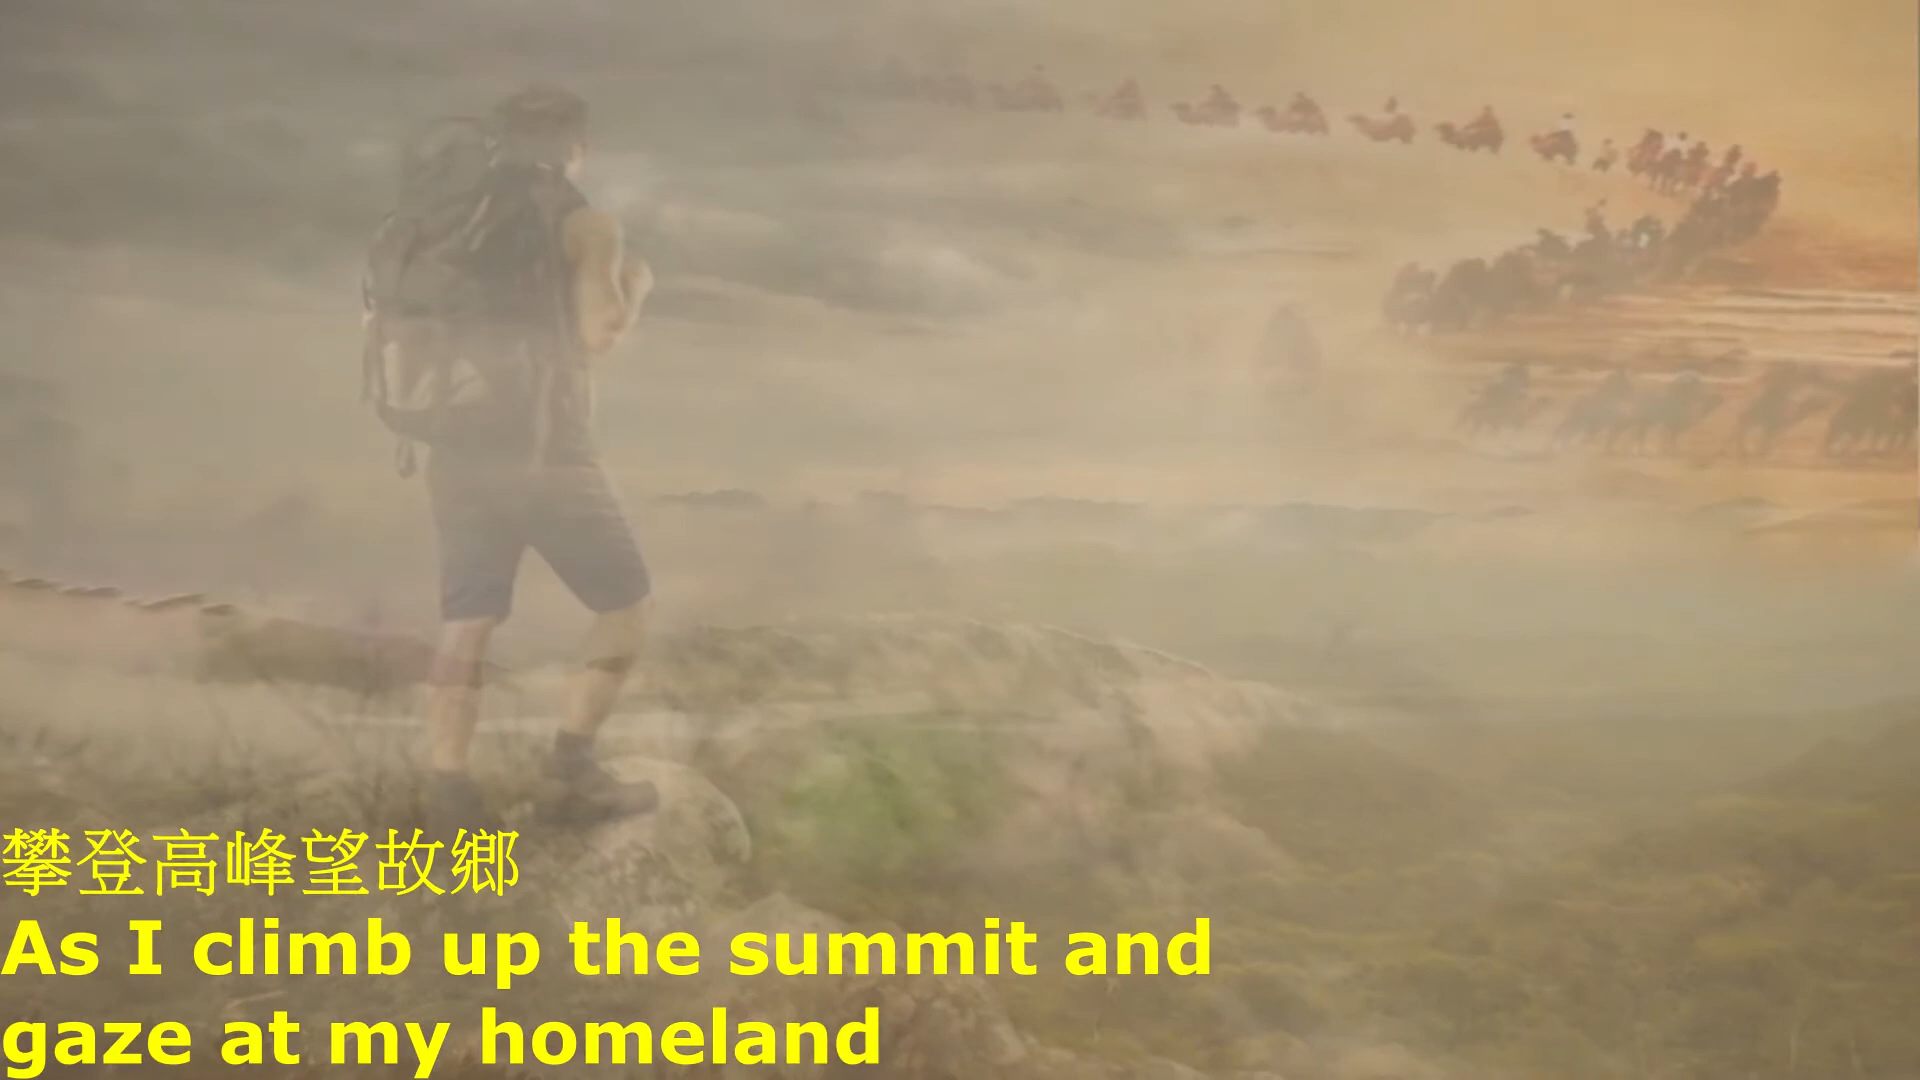 攀登高峰望故鄉
As I climb up the summit and
gaze at my homeland